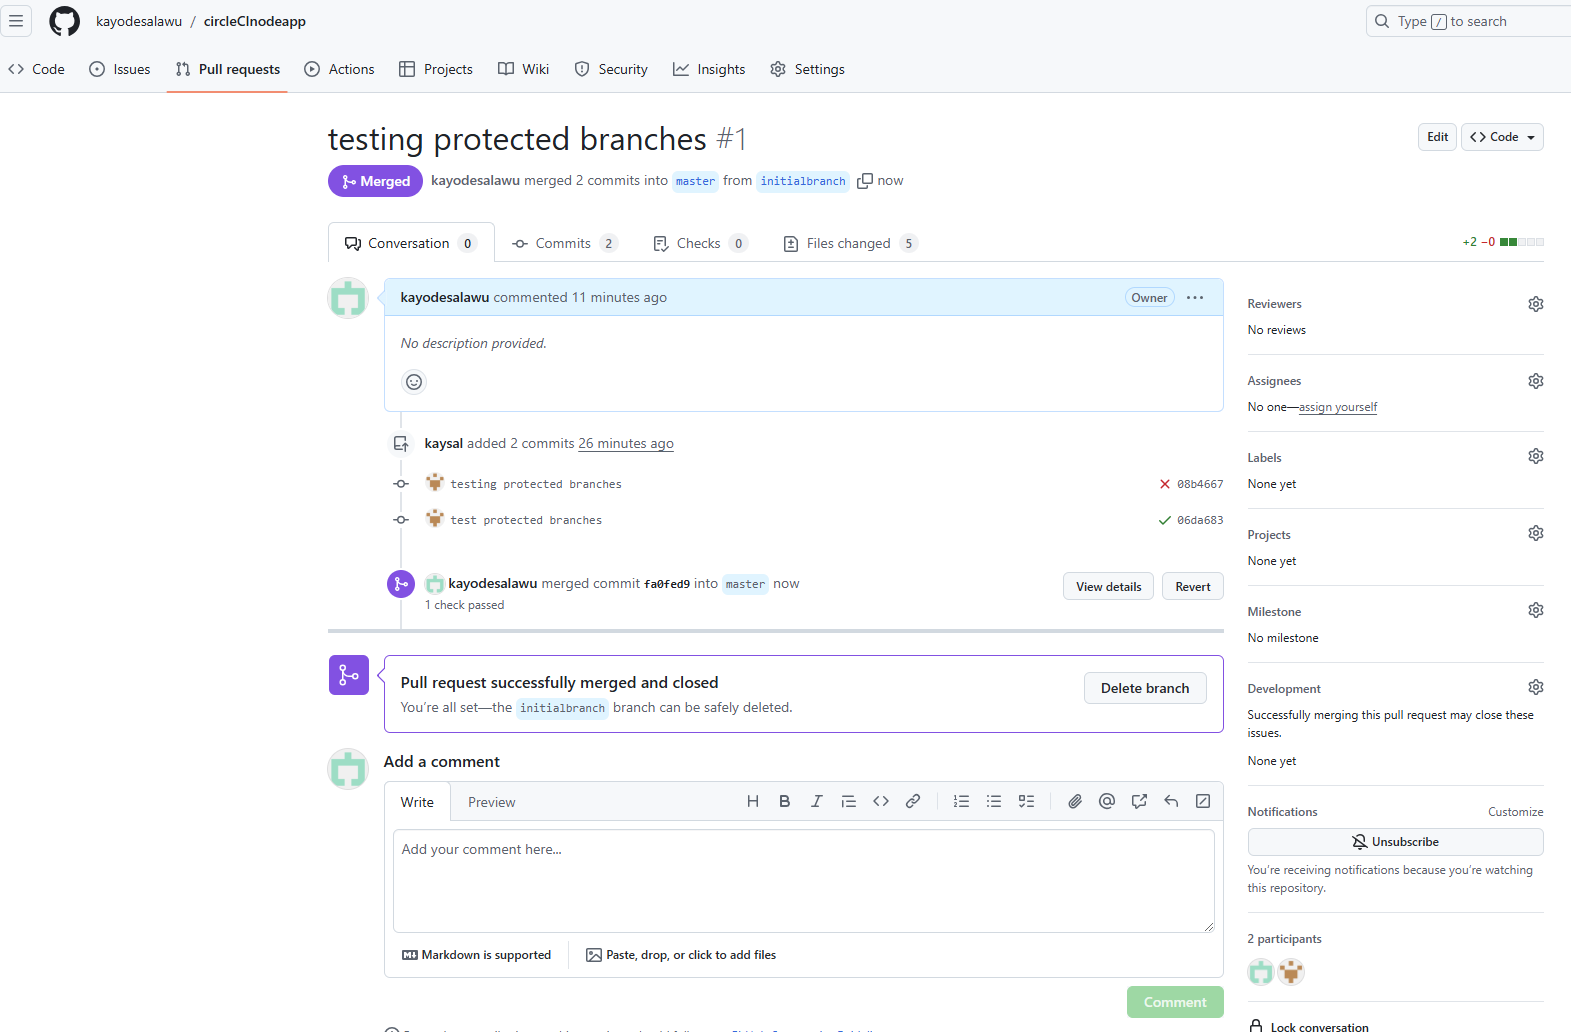 kayodesalawu / circleCInodeapp
Type / to search
Code
Issues
Pull requests
Actions
Projects
Wiki
Security
Insights
Settings
testing protected branches #1
Edit
<> Code
Merged
kayodesalawu merged 2 commits into master from initialbranch now
Conversation 0
Commits 2
Checks 0
Files changed 5
+2 −0
kayodesalawu commented 11 minutes ago
Owner
No description provided.
kaysal added 2 commits 26 minutes ago
testing protected branches
08b4667
test protected branches
06da683
kayodesalawu merged commit fa0fed9 into master now
1 check passed
View details
Revert
Pull request successfully merged and closed
You're all set—the initialbranch branch can be safely deleted.
Delete branch
Add a comment
Write
Preview
Add your comment here...
Markdown is supported
Paste, drop, or click to add files
Comment
Reviewers
No reviews
Assignees
No one—assign yourself
Labels
None yet
Projects
None yet
Milestone
No milestone
Development
Successfully merging this pull request may close these
issues.
None yet
Notifications
Customize
Unsubscribe
You're receiving notifications because you're watching
this repository.
2 participants
Lock conversation